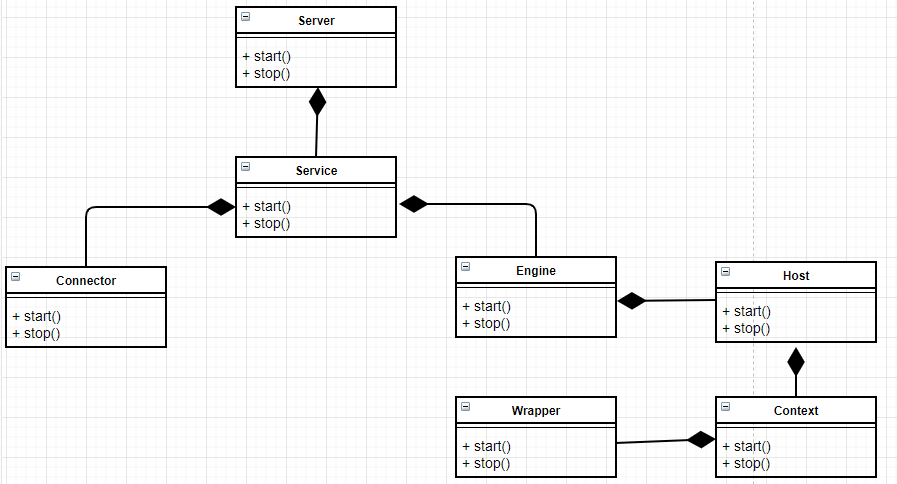 Server
+ start()
+ stop()
Service
+ start()
+ stop()
Connector
+ start()
+ stop()
Engine
+ start()
+ stop()
Host
+ start()
+ stop()
Wrapper
+ start()
+ stop()
Context
+ start()
+ stop()